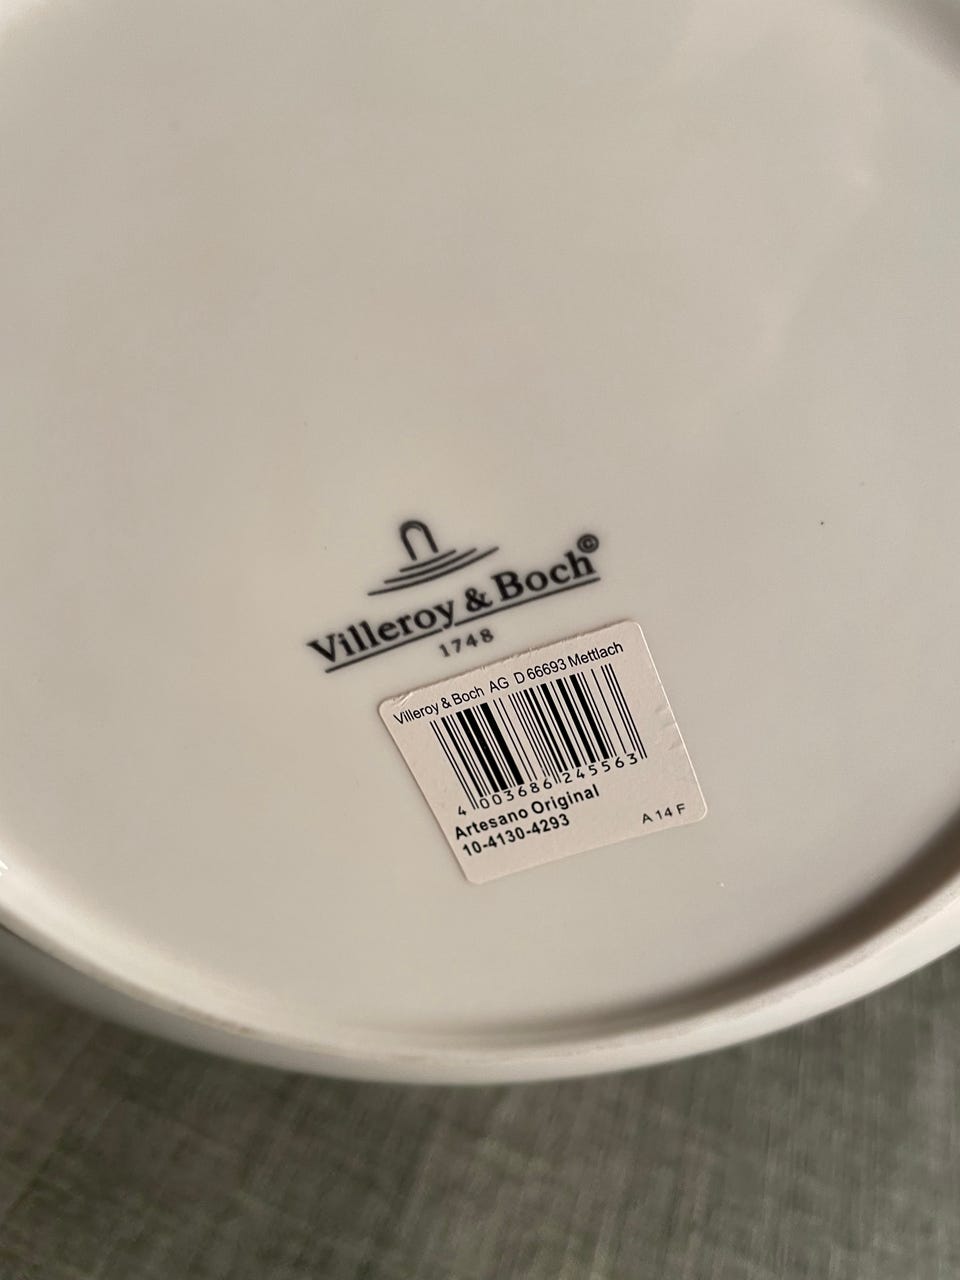 Villeroy & Boch©
1748
Villeroy & Boch AG D 66693 Mettlach
4 003686 245563
Artesano Original
10-4130-4293
A 14 F